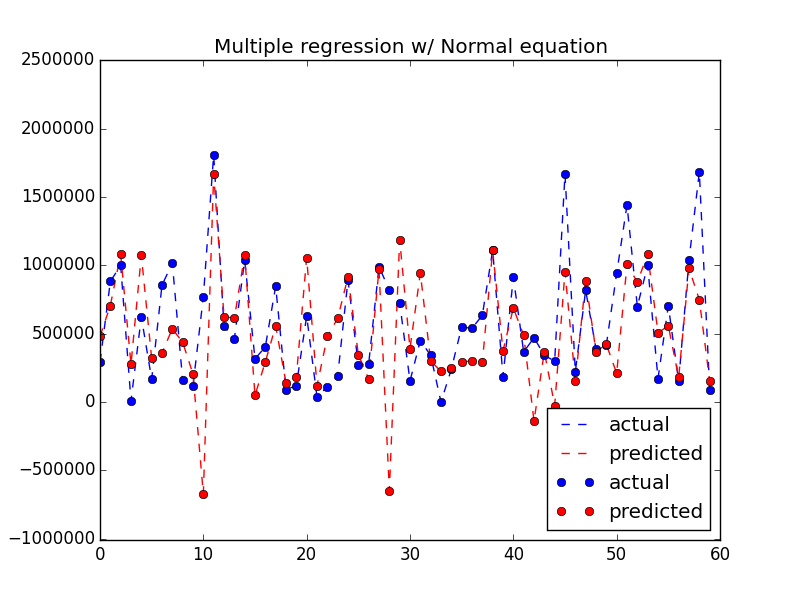 Multiple regression w/ Normal equation
2500000
2000000
1500000
1000000
500000
0
−500000
−1000000
0 10 20 30 40 50 60
actual
predicted
actual
predicted